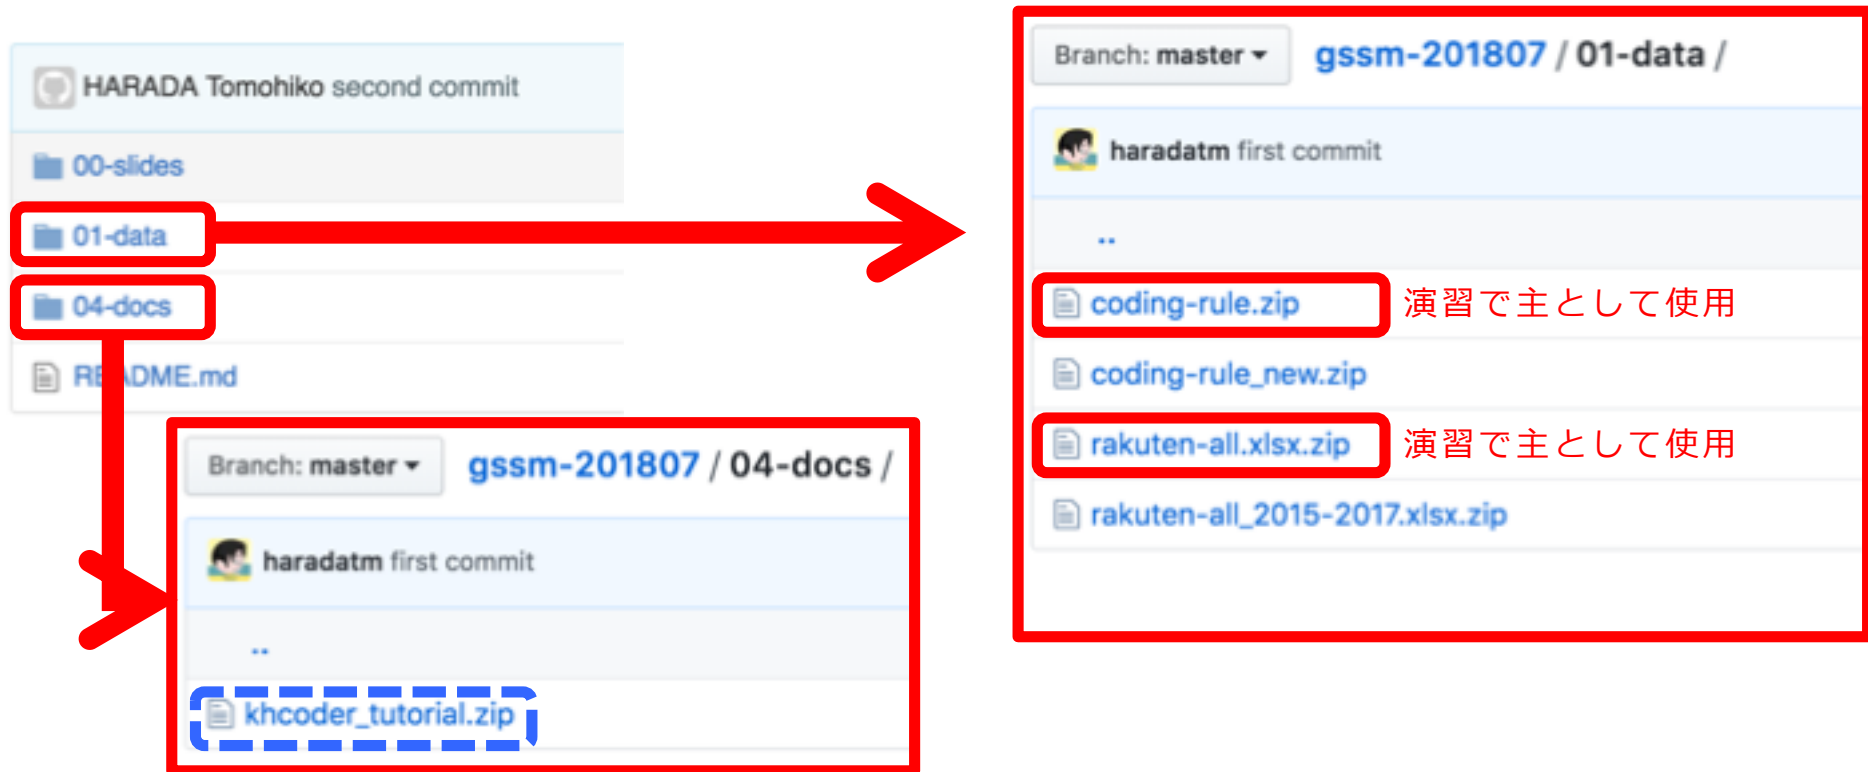 HARADA Tomohiko second commit
00-slides
01-data
04-docs
README.md
Branch: master
gssm-201807 / 04-docs /
haradatm first commit
..
khcoder_tutorial.zip
Branch: master
gssm-201807 / 01-data /
haradatm first commit
..
coding-rule.zip 演習で主として使用
coding-rule_new.zip
rakuten-all.xlsx.zip 演習で主として使用
rakuten-all_2015-2017.xlsx.zip